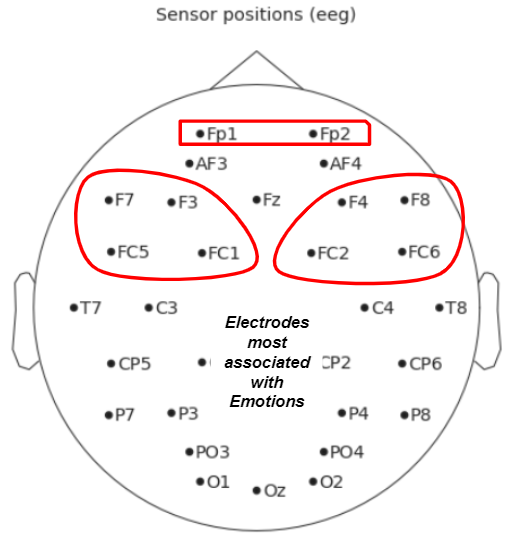 Sensor positions (eeg)
Fp1 Fp2
AF3 AF4
F7 F3 Fz F4 F8
FC5 FC1 FC2 FC6
T7 C3 C4 T8
Electrodes
most
associated
with
Emotions
CP5 CP2 CP6
P7 P3 P4 P8
PO3 PO4
O1 Oz O2